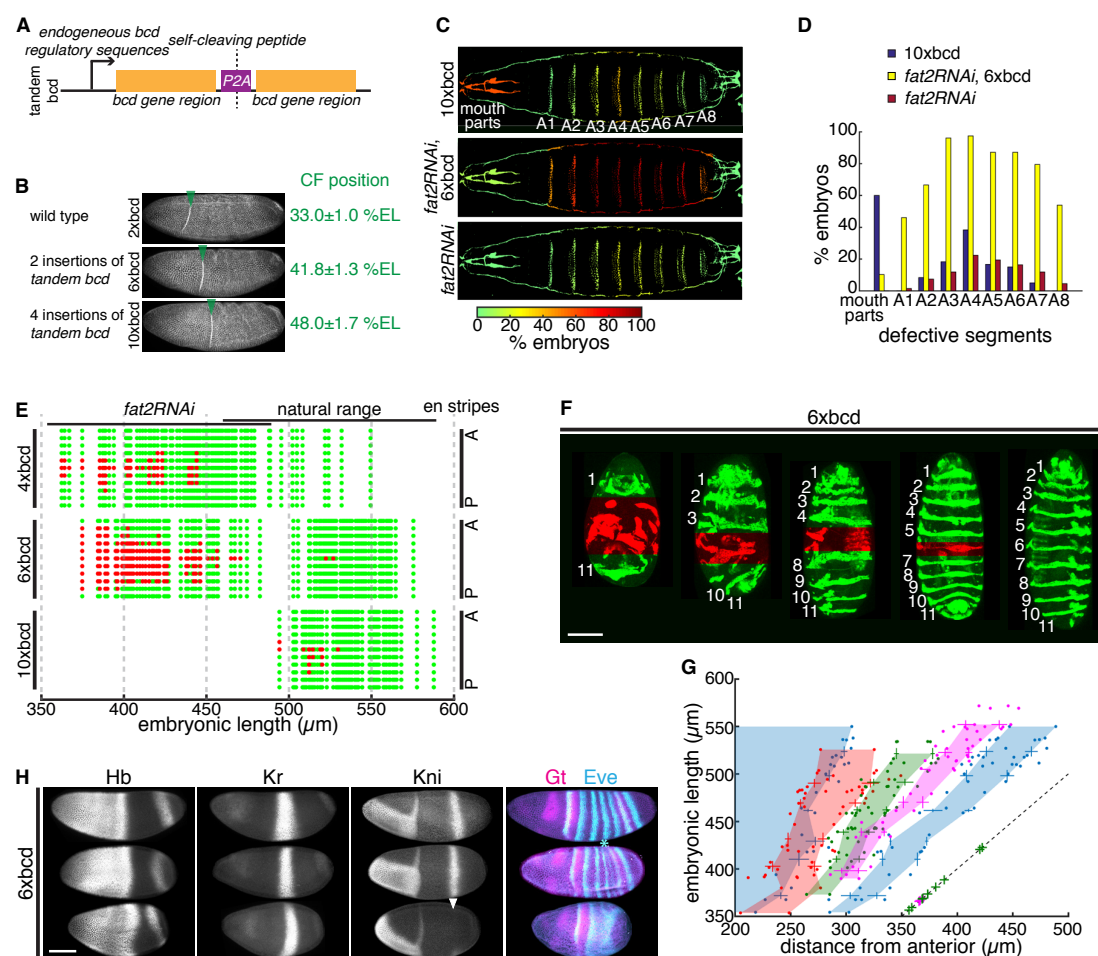 A
endogeneous bcd
regulatory sequences
self-cleaving peptide
tandem
bcd
P2A
bcd gene region
bcd gene region
B
CF position
wild type
2xbcd
33.0±1.0 %EL
2 insertions of
tandem bcd
6xbcd
41.8±1.3 %EL
4 insertions of
tandem bcd
10xbcd
48.0±1.7 %EL
C
10xbcd
mouth
parts
A1 A2 A3 A4 A5 A6 A7 A8
fat2RNAi,
6xbcd
fat2RNAi
0 20 40 60 80 100
% embryos
D
10xbcd
fat2RNAi, 6xbcd
fat2RNAi
% embryos
100
80
60
40
20
0
mouth
parts
A1 A2 A3 A4 A5 A6 A7 A8
defective segments
E
fat2RNAi
natural range
en stripes
4xbcd
A
P
6xbcd
A
P
10xbcd
A
P
350 400 450 500 550 600
embryonic length (µm)
F
6xbcd
1
11
1
2
3
10
11
1
2
3
4
8
9
10
11
1
2
3
4
5
7
8
9
10
11
1
2
3
4
5
6
7
8
9
10
11
G
embryonic length (µm)
600
550
500
450
400
350
200 250 300 350 400 450 500
distance from anterior (µm)
H
Hb Kr Kni Gt Eve
6xbcd
*